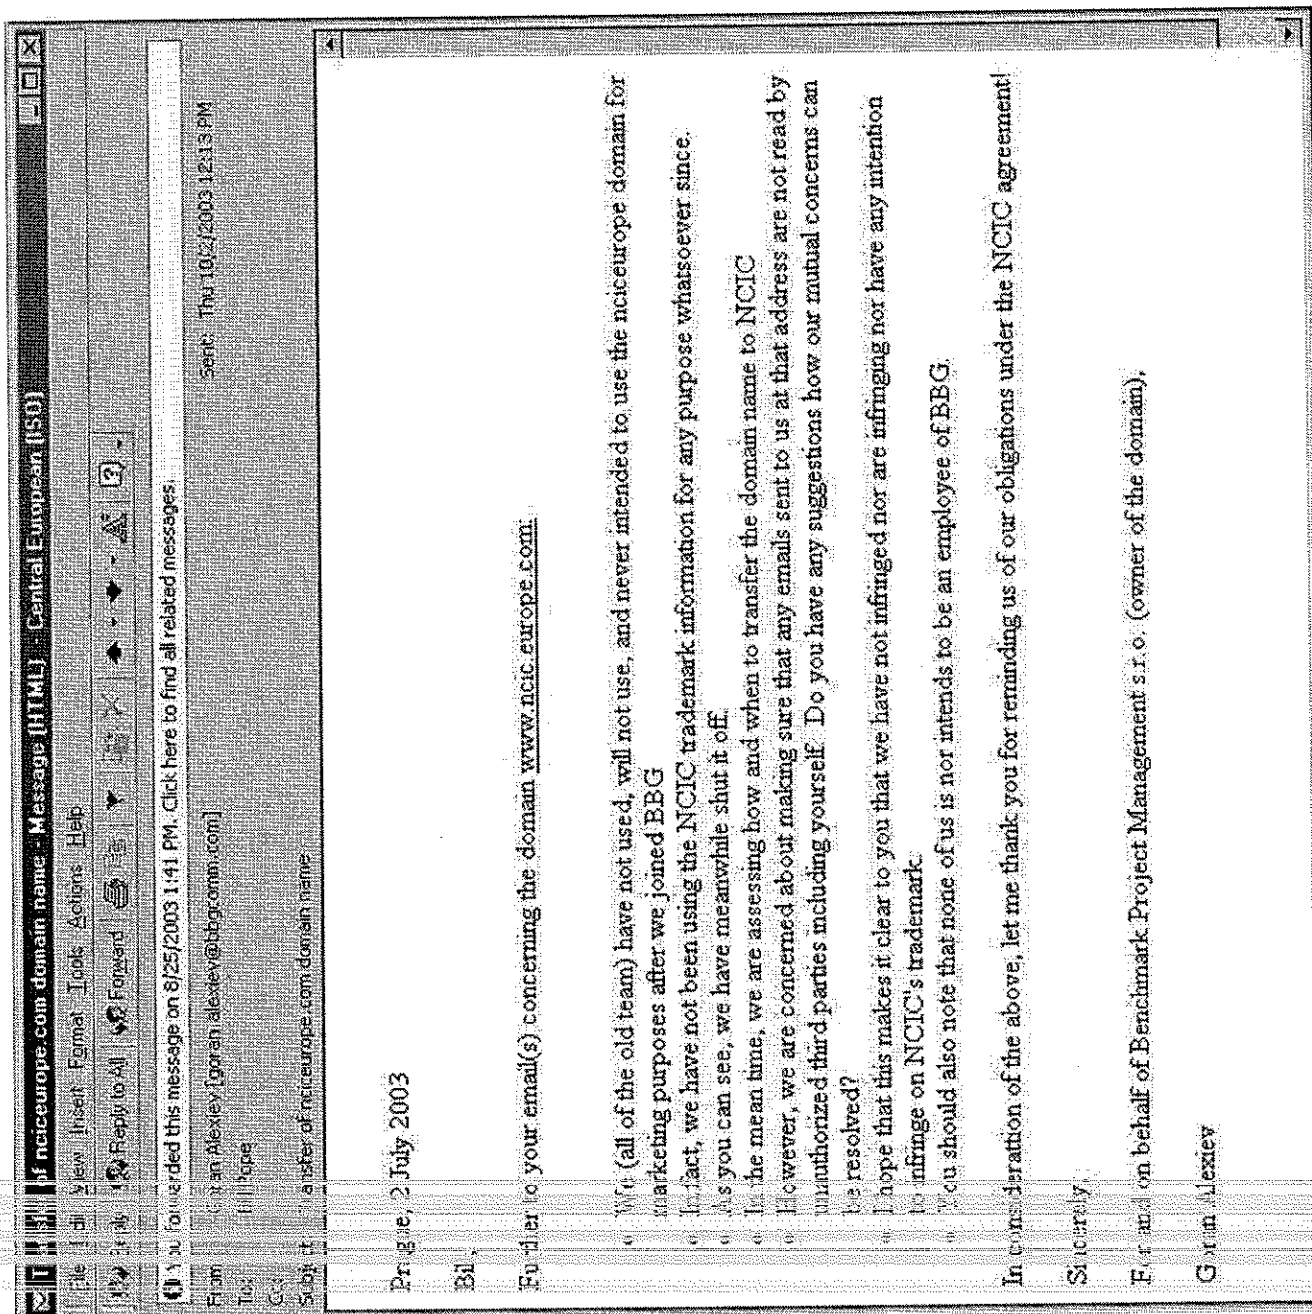 f nciceurope.com domain name - Message (HTML) - Central European (ISO)
File Edit View Insert Format Tools Actions Help
Reply Reply to All Forward
You forwarded this message on 8/25/2003 1:41 PM. Click here to find all related messages.
From: Goran Alexiev [goran.alexiev@bbgcomm.com] Sent: Thu 10/2/2003 12:13 PM
To: Bill Pope
Cc:
Subject: Transfer of nciceurope.com domain name
Prague, 2 July 2003
Bill,
Further to your email(s) concerning the domain www.ncic.europe.com:
We (all of the old team) have not used, will not use, and never intended to use the nciceurope domain for
marketing purposes after we joined BBG
In fact, we have not been using the NCIC trademark information for any purpose whatsoever since.
As you can see, we have meanwhile shut it off.
In the mean time, we are assessing how and when to transfer the domain name to NCIC
However, we are concerned about making sure that any emails sent to us at that address are not read by
unauthorized third parties including yourself. Do you have any suggestions how our mutual concerns can
be resolved?
I hope that this makes it clear to you that we have not infringed nor are infringing nor have any intention
to infringe on NCIC's trademark.
You should also note that none of us is nor intends to be an employee of BBG.
In consideration of the above, let me thank you for reminding us of our obligations under the NCIC agreement!
Sincerely,
For and on behalf of Benchmark Project Management s.r.o. (owner of the domain),
Goran Alexiev